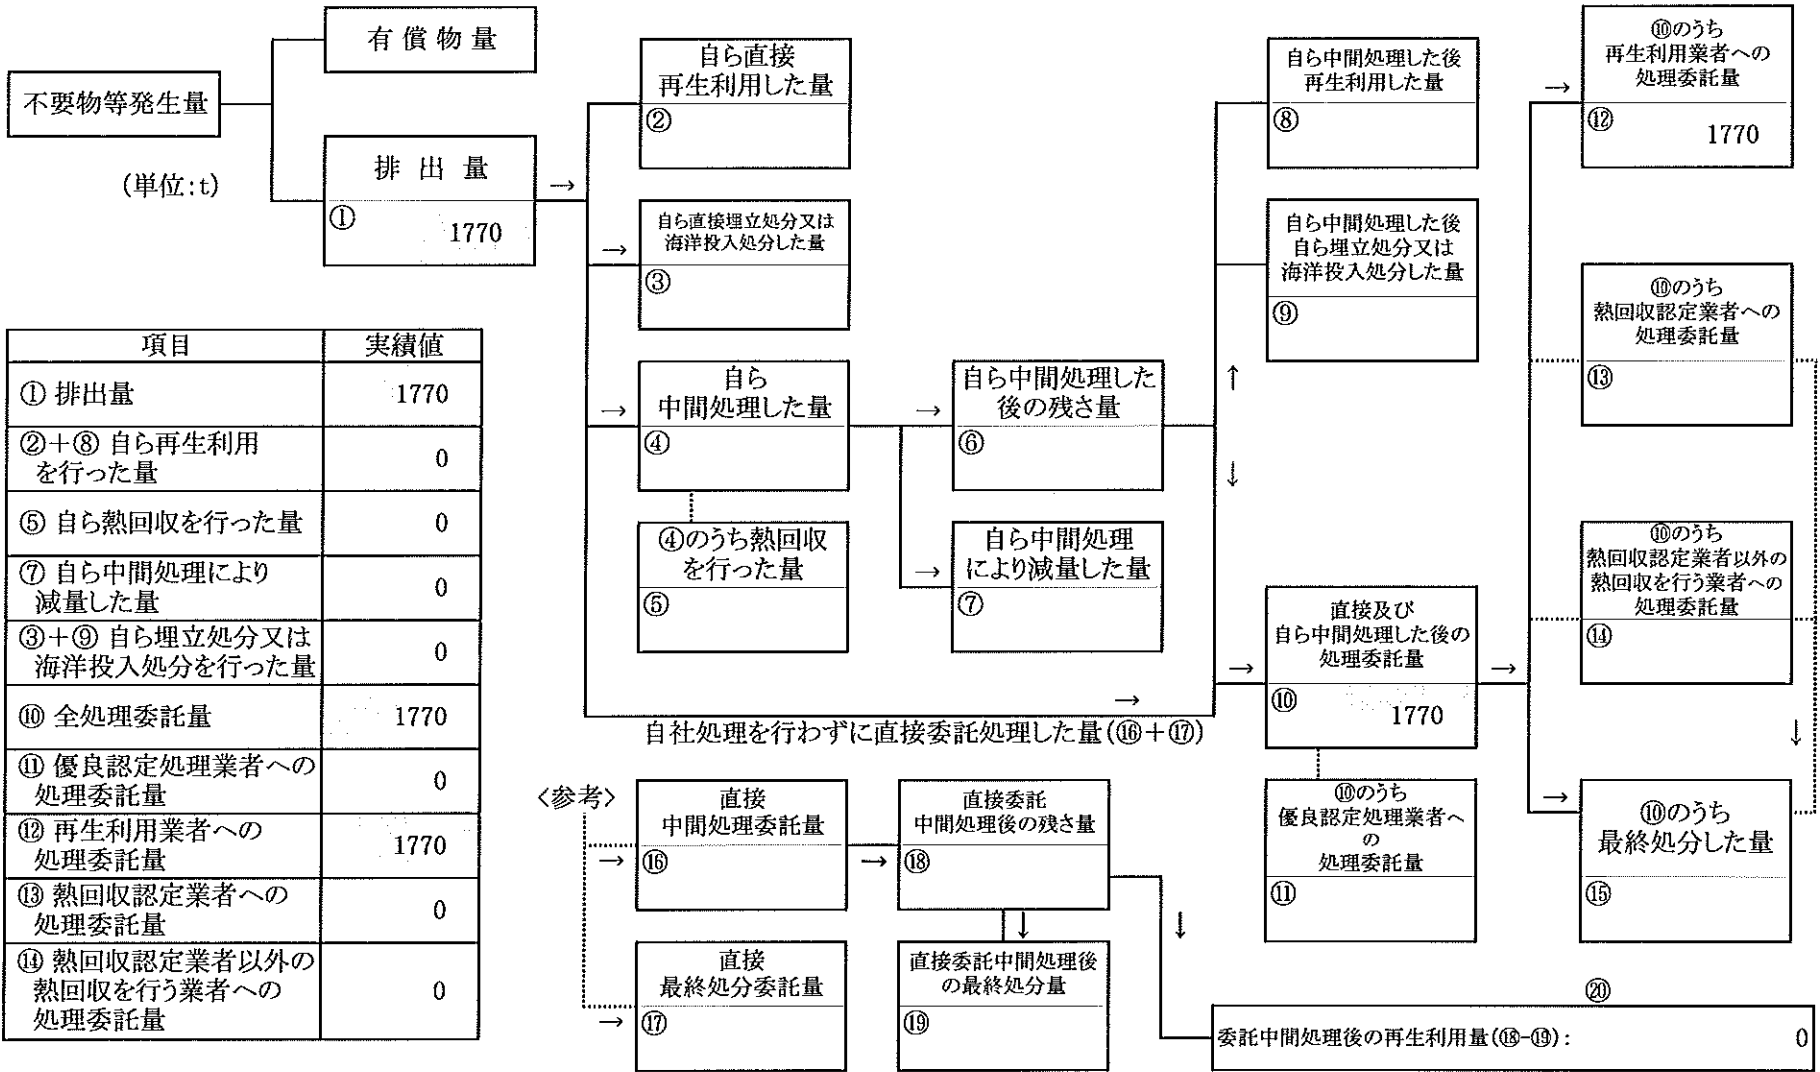 有償物量
不要物等発生量
(単位:t)
排出量
①
1770
→
自ら直接
再生利用した量
②
→
自ら直接埋立処分又は
海洋投入処分した量
③
→
自ら
中間処理した量
④
④のうち熱回収
を行った量
⑤
→
自ら中間処理した
後の残さ量
⑥
→
自ら中間処理
により減量した量
⑦
自ら中間処理した後
再生利用した量
⑧
自ら中間処理した後
自ら埋立処分又は
海洋投入処分した量
⑨
↑
↓
→
自社処理を行わずに直接委託処理した量(⑯+⑰)
→
直接及び
自ら中間処理した後の
処理委託量
⑩
1770
⑩のうち
優良認定処理業者へ
の
処理委託量
⑪
→
→
⑩のうち
再生利用業者への
処理委託量
⑫
1770
⑩のうち
熱回収認定業者への
処理委託量
⑬
⑩のうち
熱回収認定業者以外の
熱回収を行う業者への
処理委託量
⑭
↓
→
⑩のうち
最終処分した量
⑮
項目 実績値
① 排出量 1770
②+⑧ 自ら再生利用
を行った量 0
⑤ 自ら熱回収を行った量 0
⑦ 自ら中間処理により
減量した量 0
③+⑨ 自ら埋立処分又は
海洋投入処分を行った量 0
⑩ 全処理委託量 1770
⑪ 優良認定処理業者への
処理委託量 0
⑫ 再生利用業者への
処理委託量 1770
⑬ 熱回収認定業者への
処理委託量 0
⑭ 熱回収認定業者以外の
熱回収を行う業者への
処理委託量 0
〈参考〉
→
直接
中間処理委託量
⑯
→
直接委託
中間処理後の残さ量
⑱
→
直接
最終処分委託量
⑰
↓
直接委託中間処理後
の最終処分量
⑲
↓
⑳
委託中間処理後の再生利用量(⑱-⑲): 0